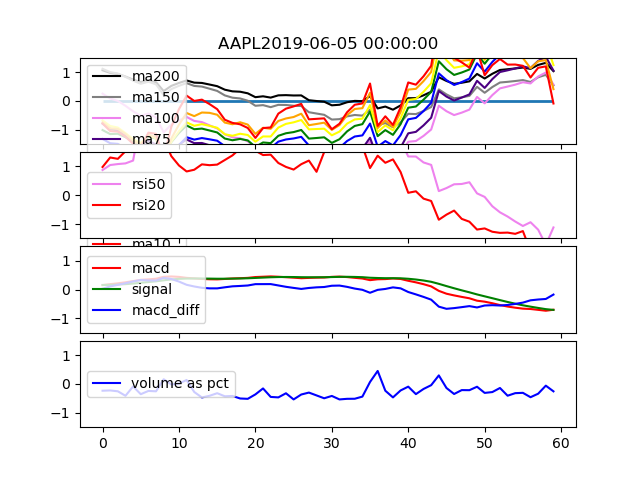 AAPL2019-06-05 00:00:00
1
0
−1
ma200
ma150
ma100
ma75
1
0
−1
rsi50
rsi20
ma10
1
0
−1
macd
signal
macd_diff
1
0
−1
volume as pct
0 10 20 30 40 50 60